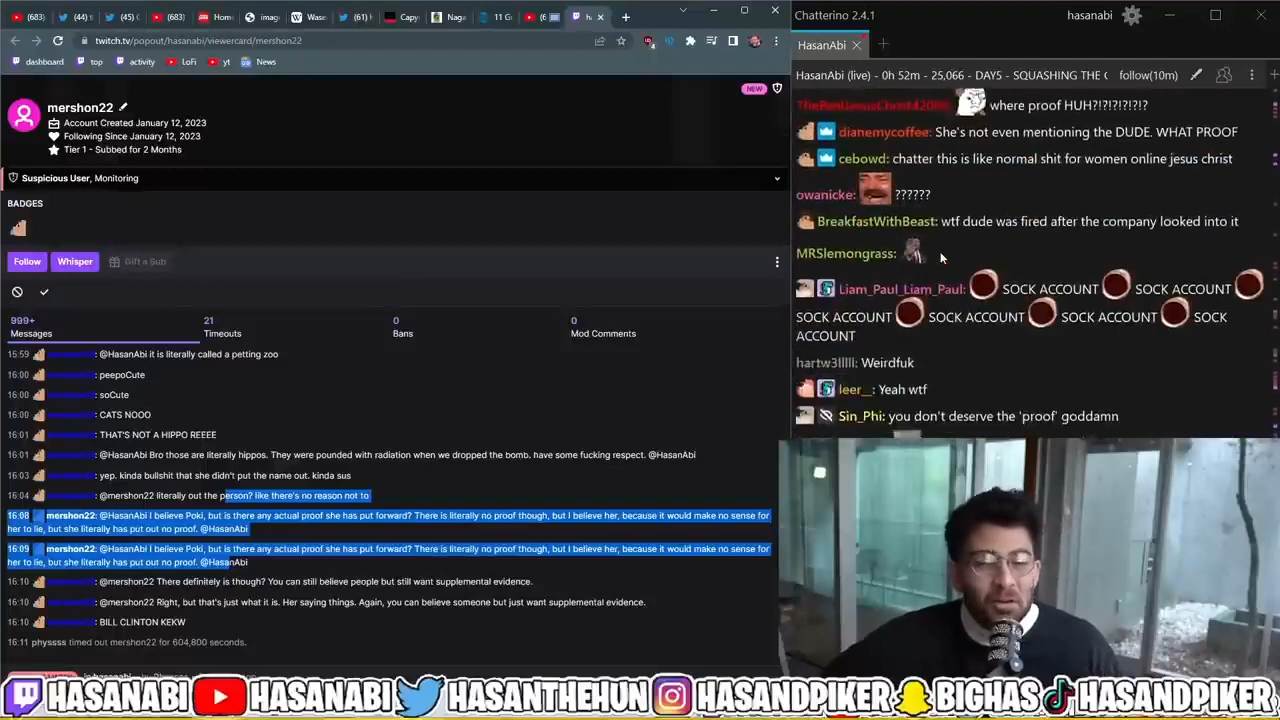 (683)
(44)
(45)
(683)
Home
image
Wase
(61)
Capy
Naga
11 G
(60
ha
twitch.tv/popout/hasanabi/viewercard/mershon22
dashboard
top
activity
LoFi
yt
News
NEW
mershon22
Account Created January 12, 2023
Following Since January 12, 2023
Tier 1 - Subbed for 2 Months
Suspicious User, Monitoring
BADGES
Follow
Whisper
Gift a Sub
999+
Messages
21
Timeouts
0
Bans
0
Mod Comments
15:59 : @HasanAbi it is literally called a petting zoo
16:00 : peepoCute
16:00 : soCute
16:00 : CATS NOOO
16:01 : THAT'S NOT A HIPPO REEEE
16:01 : @HasanAbi Bro those are literally hippos. They were pounded with radiation when we dropped the bomb. have some fucking respect. @HasanAbi
16:03 : yep. kinda bullshit that she didn't put the name out. kinda sus
16:04 : @mershon22 literally out the person? like there's no reason not to
16:08 mershon22: @HasanAbi I believe Poki, but is there any actual proof she has put forward? There is literally no proof though, but I believe her, because it would make no sense for
her to lie, but she literally has put out no proof. @HasanAbi
16:09 mershon22: @HasanAbi I believe Poki, but is there any actual proof she has put forward? There is literally no proof though, but I believe her, because it would make no sense for
her to lie, but she literally has put out no proof. @HasanAbi
16:10 : @mershon22 There definitely is though? You can still believe people but still want supplemental evidence.
16:10 : @mershon22 Right, but that's just what it is. Her saying things. Again, you can believe someone but just want supplemental evidence.
16:10 : BILL CLINTON KEKW
16:11 physsss timed out mershon22 for 604,800 seconds.
Chatterino 2.4.1
hasanabi
HasanAbi
HasanAbi (live) - 0h 52m - 25,066 - DAY5 - SQUASHING THE
follow(10m)
where proof HUH?!?!?!?!?!?
dianemycoffee: She's not even mentioning the DUDE. WHAT PROOF
cebowd: chatter this is like normal shit for women online jesus christ
owanicke: ??????
BreakfastWithBeast: wtf dude was fired after the company looked into it
MRSlemongrass:
Liam_Paul_Liam_Paul: SOCK ACCOUNT SOCK ACCOUNT
SOCK ACCOUNT SOCK ACCOUNT SOCK ACCOUNT SOCK
ACCOUNT
hartw3lllll: Weirdfuk
leer__: Yeah wtf
Sin_Phi: you don't deserve the 'proof' goddamn
HASANABI HASANABI HASANTHEHUN HASANDPIKER BIGHAS HASANDPIKER